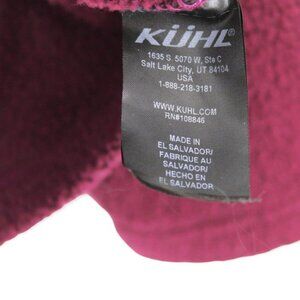 KÜHL
1635 S. 5070 W, Ste C
Salt Lake City, UT 84104
USA
1-888-218-3181
WWW.KUHL.COM
RN#108846
MADE IN
EL SALVADOR/
FABRIQUE AU
SALVADOR/
HECHO EN
EL SALVADOR